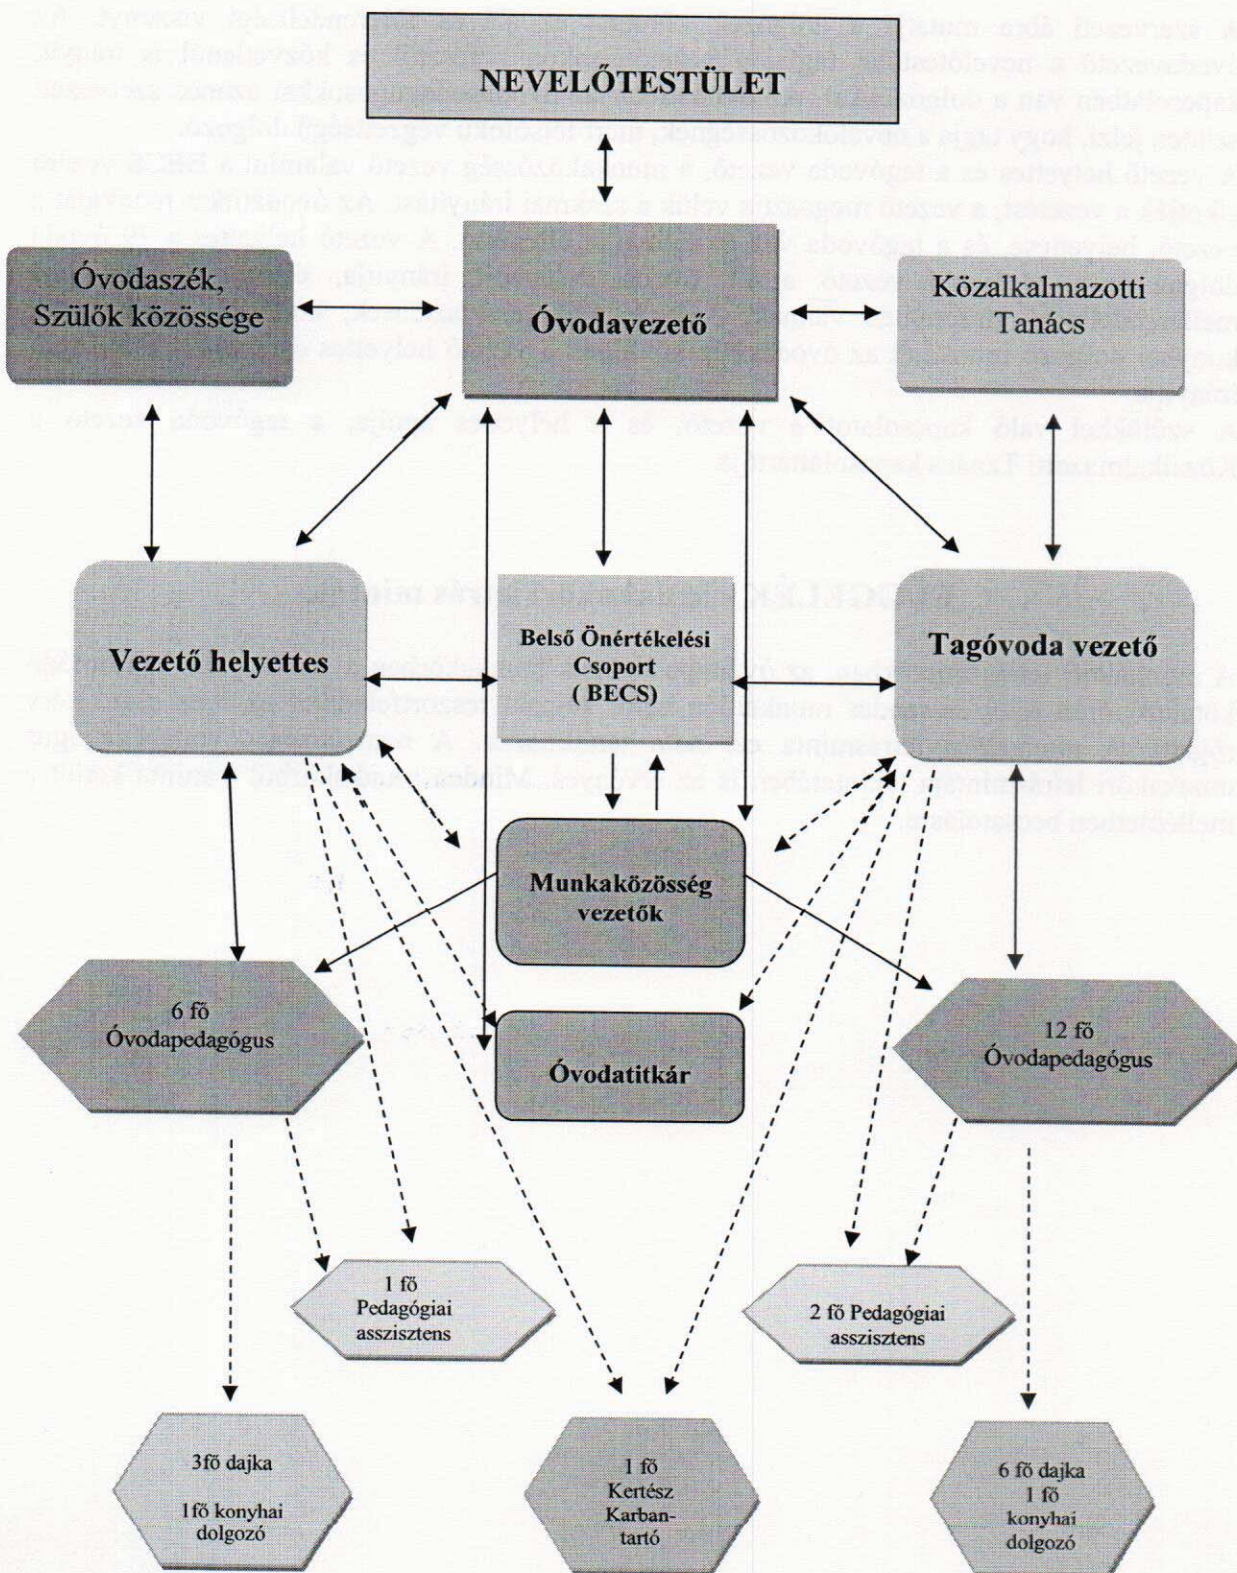 NEVELŐTESTÜLET
Óvodaszék,
Szülők közössége
Óvodavezető
Közalkalmazotti
Tanács
Vezető helyettes
Belső Önértékelési
Csoport
( BECS)
Tagóvoda vezető
Munkaközösség
vezetők
6 fő
Óvodapedagógus
Óvodatitkár
12 fő
Óvodapedagógus
1 fő
Pedagógiai
asszisztens
2 fő Pedagógiai
asszisztens
3fő dajka
1fő konyhai
dolgozó
1 fő
Kertész
Karban-
tartó
6 fő dajka
1 fő
konyhai
dolgozó